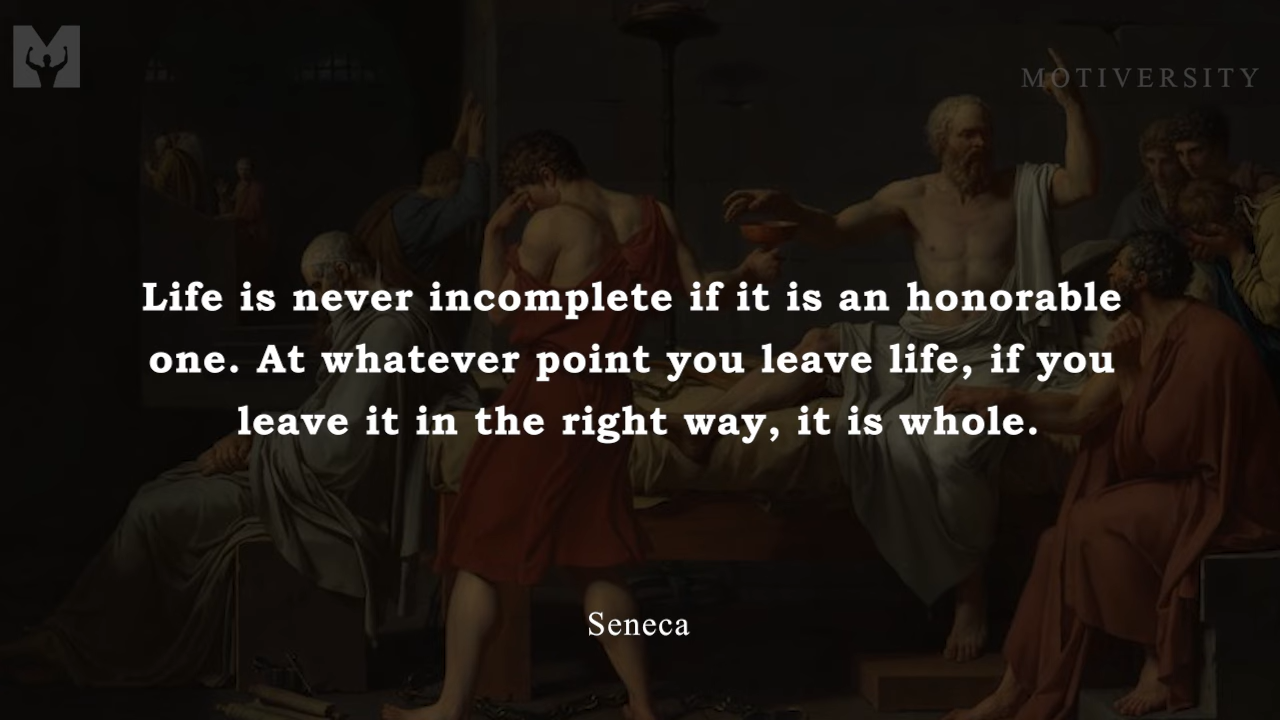 MOTIVERSITY
Life is never incomplete if it is an honorable
one. At whatever point you leave life, if you
leave it in the right way, it is whole.
Seneca